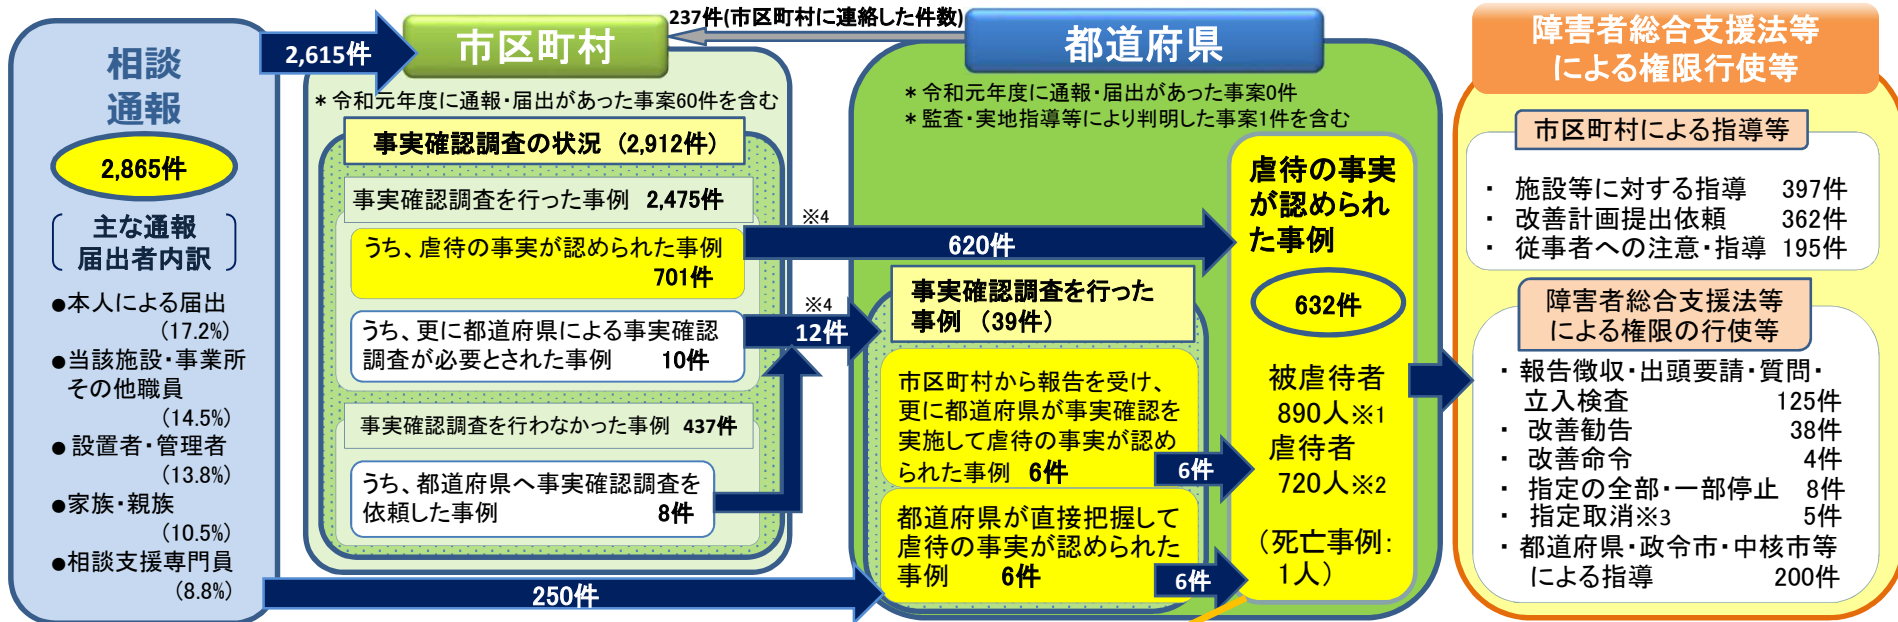 237件(市区町村に連絡した件数)
相談
通報
2,865件
主な通報
届出者内訳
●本人による届出
(17.2%)
●当該施設・事業所
その他職員
(14.5%)
●設置者・管理者
(13.8%)
●家族・親族
(10.5%)
●相談支援専門員
(8.8%)
2,615件
250件
市区町村
＊令和元年度に通報・届出があった事案60件を含む
事実確認調査の状況 (2,912件)
事実確認調査を行った事例 2,475件
うち、虐待の事実が認められた事例
701件
うち、更に都道府県による事実確認
調査が必要とされた事例 10件
事実確認調査を行わなかった事例 437件
うち、都道府県へ事実確認調査を
依頼した事例 8件
※4
620件
※4
12件
都道府県
＊令和元年度に通報・届出があった事案0件
＊監査・実地指導等により判明した事案1件を含む
事実確認調査を行った
事例 (39件)
市区町村から報告を受け、
更に都道府県が事実確認を
実施して虐待の事実が認め
られた事例 6件
6件
都道府県が直接把握して
虐待の事実が認められた
事例 6件
6件
虐待の事実
が認められ
た事例
632件
被虐待者
890人※1
虐待者
720人※2
(死亡事例:
1人)
障害者総合支援法等
による権限行使等
市区町村による指導等
・ 施設等に対する指導 397件
・ 改善計画提出依頼 362件
・ 従事者への注意・指導 195件
障害者総合支援法等
による権限の行使等
・報告徴収・出頭要請・質問・
立入検査 125件
・ 改善勧告 38件
・ 改善命令 4件
・ 指定の全部・一部停止 8件
・ 指定取消※3 5件
・都道府県・政令市・中核市等
による指導 200件